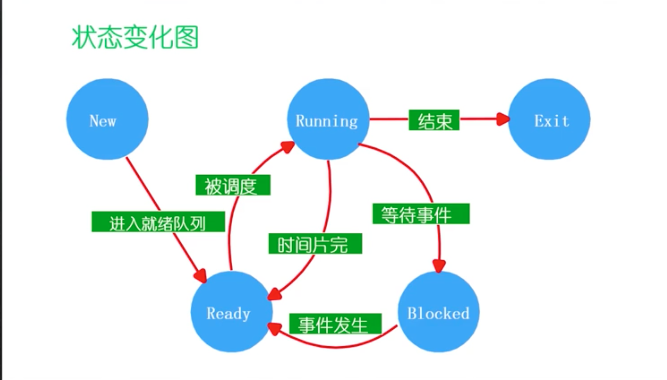 状态变化图
New
Running
结束
Exit
被调度
进入就绪队列
等待事件
时间片完
Ready
事件发生
Blocked